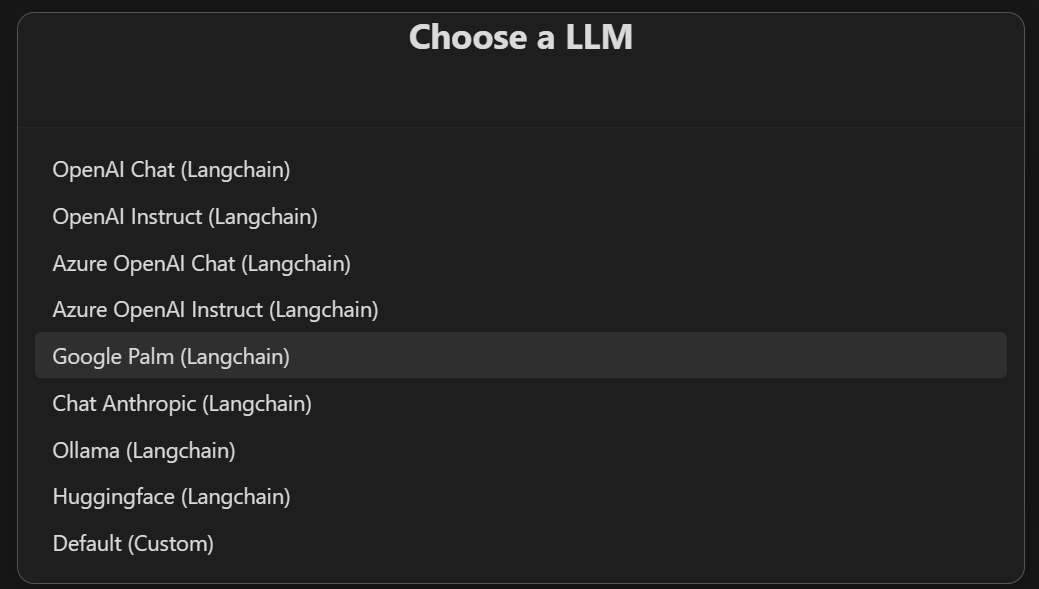 Choose a LLM
OpenAI Chat (Langchain)
OpenAI Instruct (Langchain)
Azure OpenAI Chat (Langchain)
Azure OpenAI Instruct (Langchain)
Google Palm (Langchain)
Chat Anthropic (Langchain)
Ollama (Langchain)
Huggingface (Langchain)
Default (Custom)